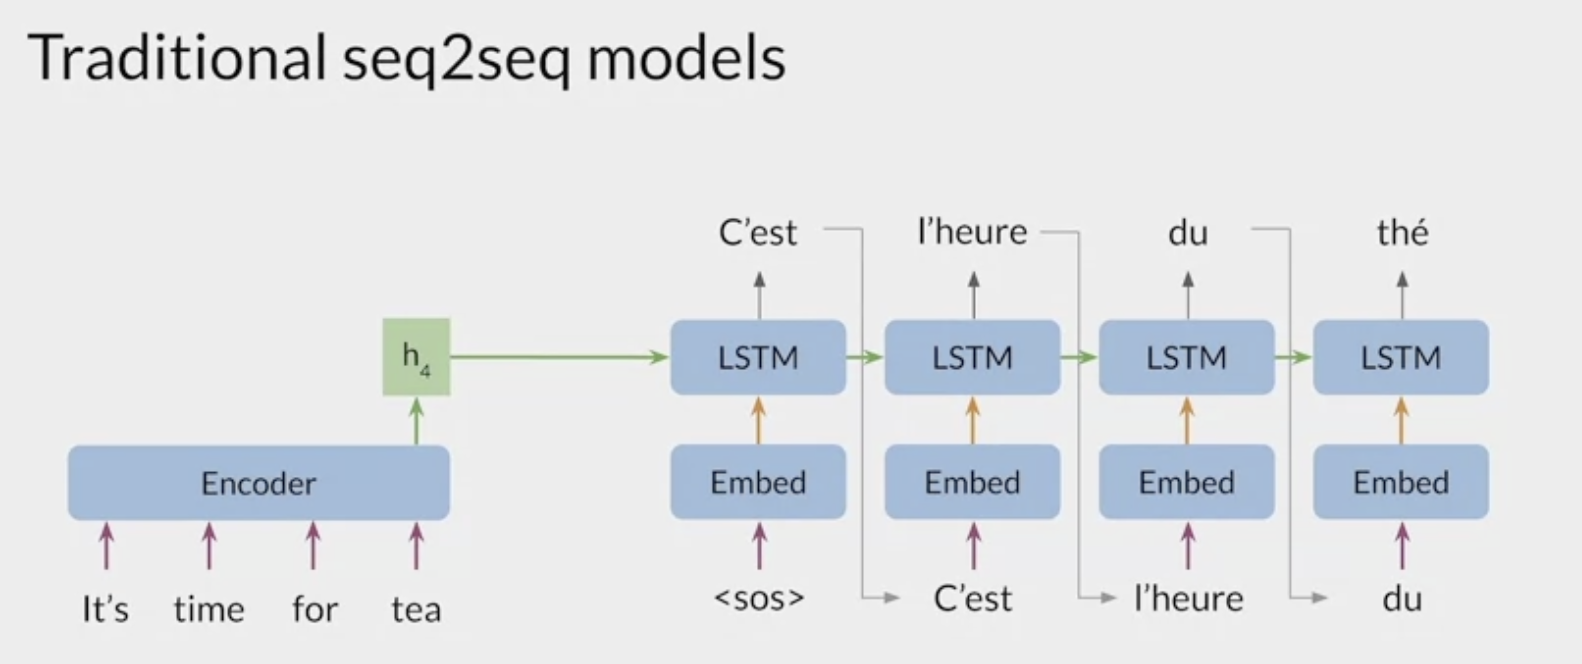 Traditional seq2seq models
C'est l'heure du thé
h4 LSTM LSTM LSTM LSTM
Encoder Embed Embed Embed Embed
It's time for tea <sos> C'est l'heure du